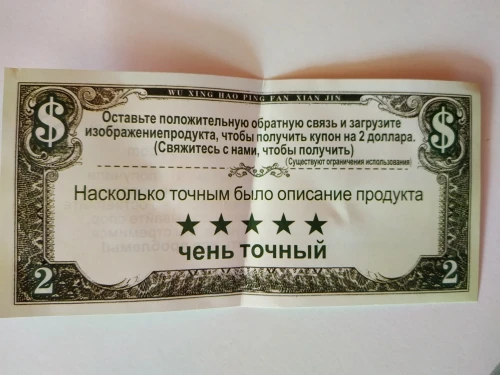 WU XING HAO PING FAN XIAN JIN
$ $
Оставьте положительную обратную связь и загрузите
изображениепродукта, чтобы получить купон на 2 доллара.
(Свяжитесь с нами, чтобы получить)
(Существуют ограничения использования
Насколько точным было описание продукта
★ ★ ★ ★ ★
чень точный
2 2